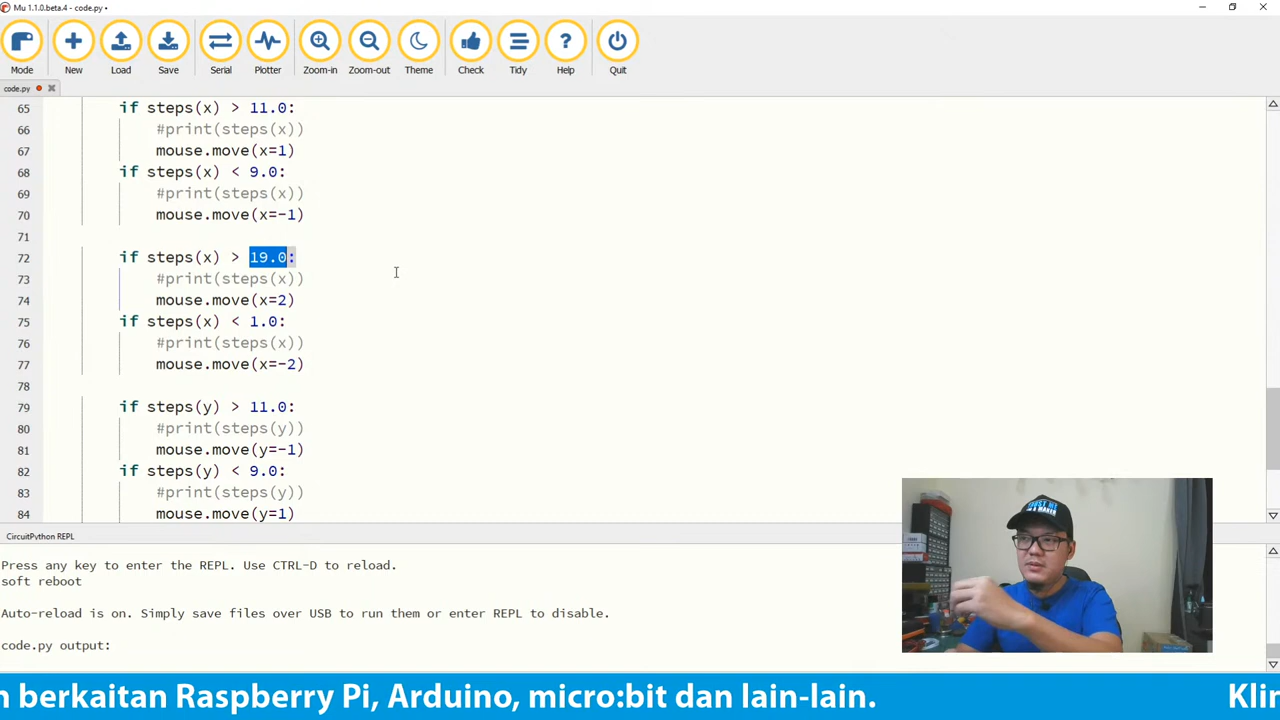 Mu 1.1.0.beta.4 - code.py •
Mode
New
Load
Save
Serial
Plotter
Zoom-in
Zoom-out
Theme
Check
Tidy
Help
Quit
code.py
65 if steps(x) > 11.0:
66 #print(steps(x))
67 mouse.move(x=1)
68 if steps(x) < 9.0:
69 #print(steps(x))
70 mouse.move(x=-1)
71
72 if steps(x) > 19.0:
73 #print(steps(x))
74 mouse.move(x=2)
75 if steps(x) < 1.0:
76 #print(steps(x))
77 mouse.move(x=-2)
78
79 if steps(y) > 11.0:
80 #print(steps(y))
81 mouse.move(y=-1)
82 if steps(y) < 9.0:
83 #print(steps(y))
84 mouse.move(y=1)
CircuitPython REPL
Press any key to enter the REPL. Use CTRL-D to reload.
soft reboot
Auto-reload is on. Simply save files over USB to run them or enter REPL to disable.
code.py output:
n berkaitan Raspberry Pi, Arduino, micro:bit dan lain-lain.
Klin